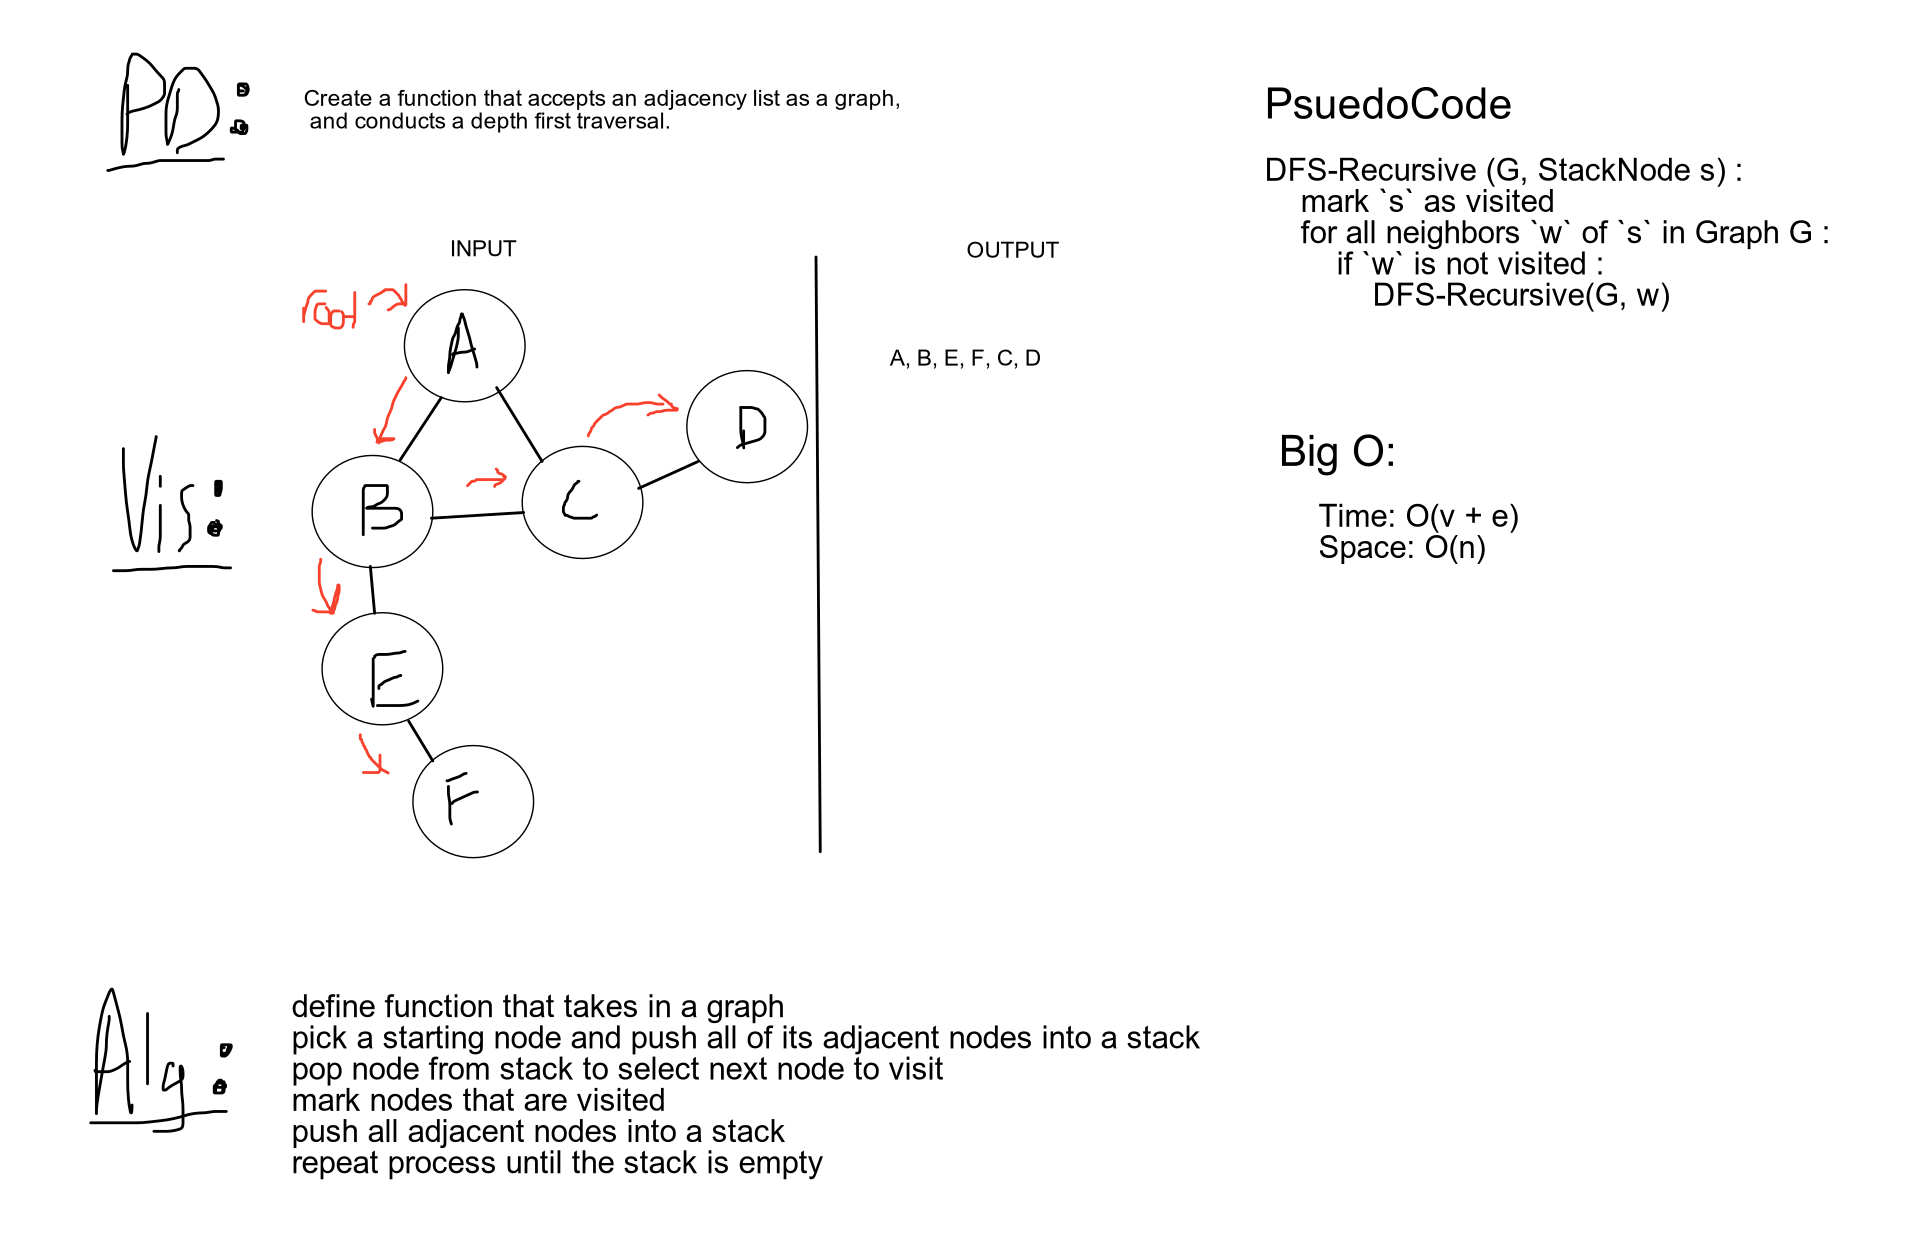 PD:
Create a function that accepts an adjacency list as a graph,
and conducts a depth first traversal.
INPUT
OUTPUT
root
A
B
C
D
E
F
A, B, E, F, C, D
Vis:
Alg:
define function that takes in a graph
pick a starting node and push all of its adjacent nodes into a stack
pop node from stack to select next node to visit
mark nodes that are visited
push all adjacent nodes into a stack
repeat process until the stack is empty
PsuedoCode
DFS-Recursive (G, StackNode s) :
mark `s` as visited
for all neighbors `w` of `s` in Graph G :
if `w` is not visited :
DFS-Recursive(G, w)
Big O:
Time: O(v + e)
Space: O(n)